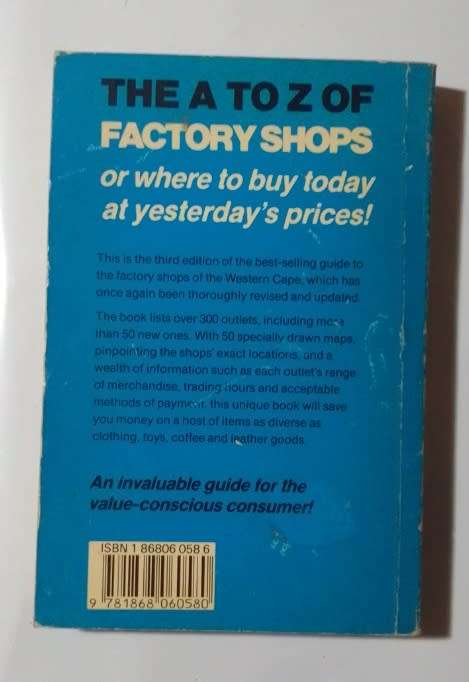 THE A TO Z OF
FACTORY SHOPS
or where to buy today
at yesterday's prices!
This is the third edition of the best-selling guide to
the factory shops of the Western Cape, which has
once again been thoroughly revised and updated.
The book lists over 300 outlets, including more
than 50 new ones. With 50 specially drawn maps
pinpointing the shops' exact locations, and a
wealth of information such as each outlet's range
of merchandise, trading hours and acceptable
methods of payment, this unique book will save
you money on a host of items as diverse as
clothing, toys, coffee and leather goods.
An invaluable guide for the
value-conscious consumer!
ISBN 1 86806 058 6
9 781868 060580